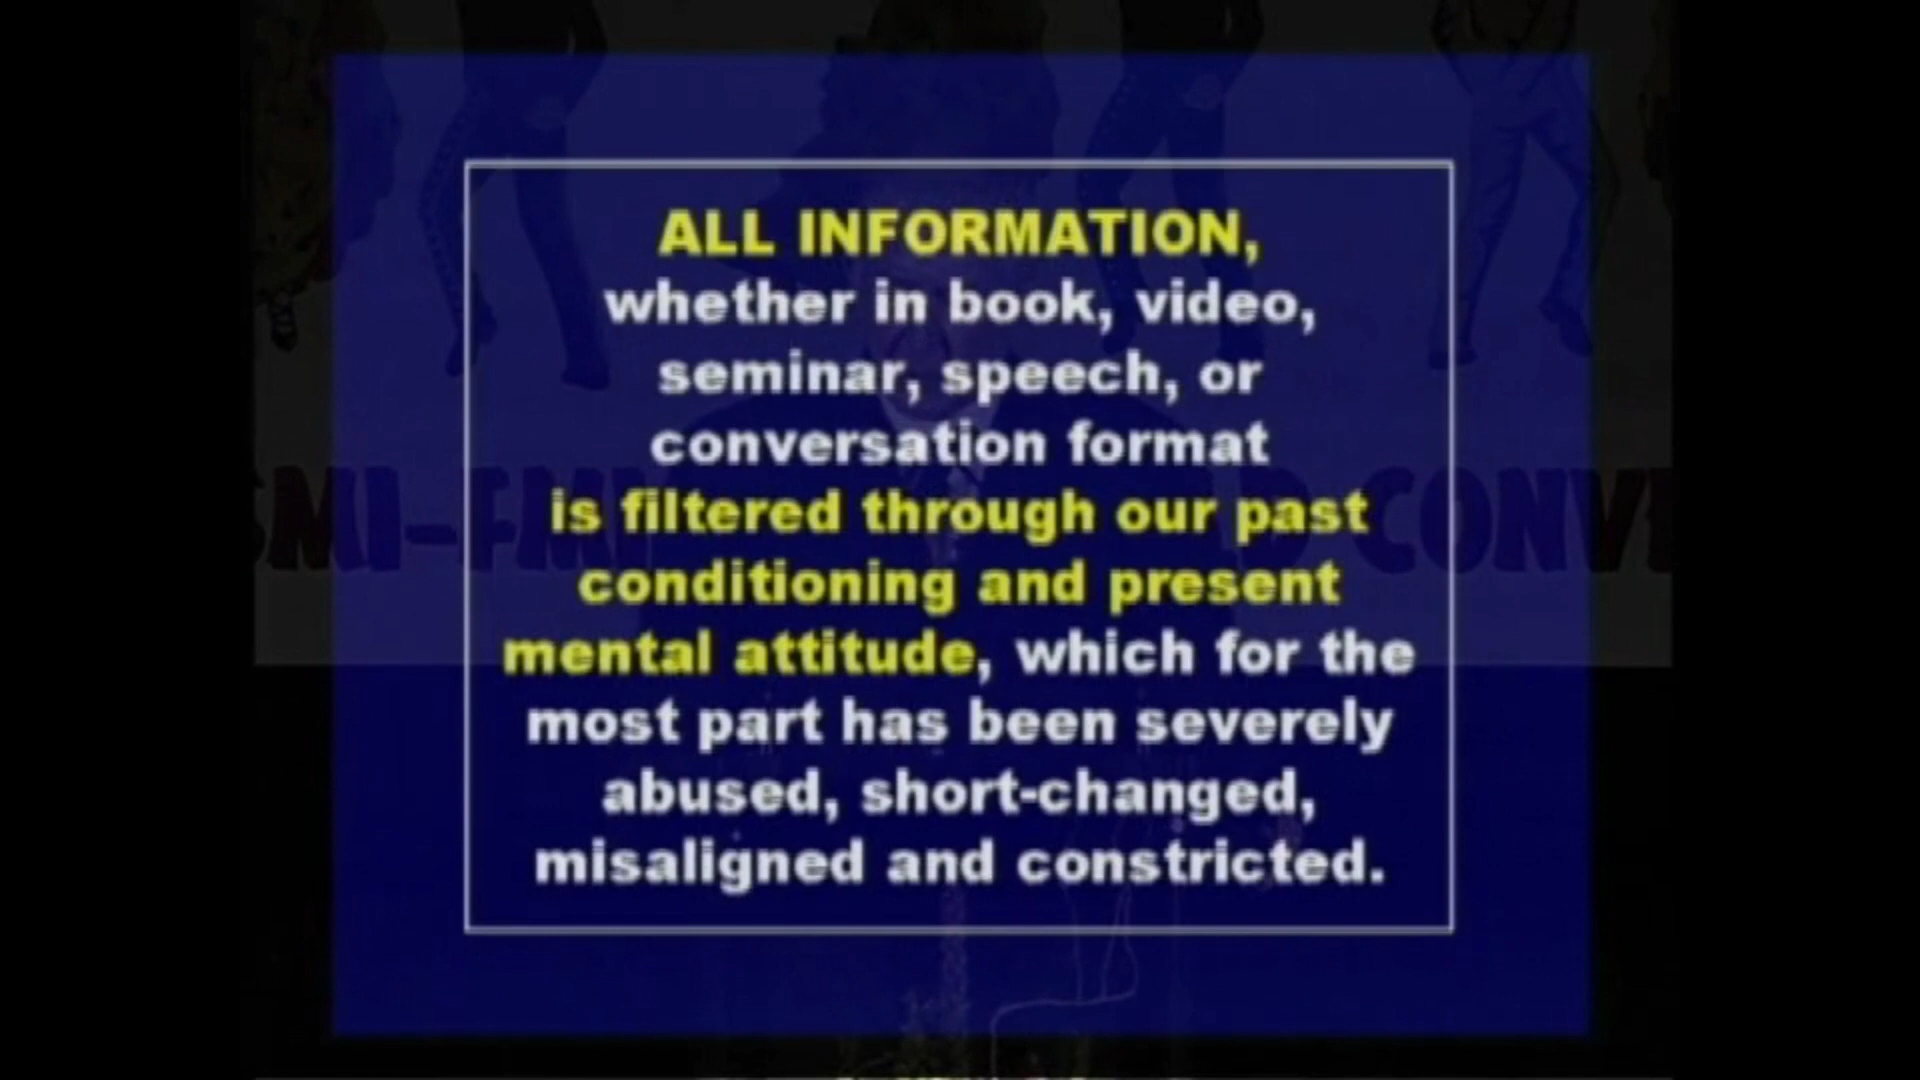 ALL INFORMATION,
whether in book, video,
seminar, speech, or
conversation format
is filtered through our past
conditioning and present
mental attitude, which for the
most part has been severely
abused, short-changed,
misaligned and constricted.